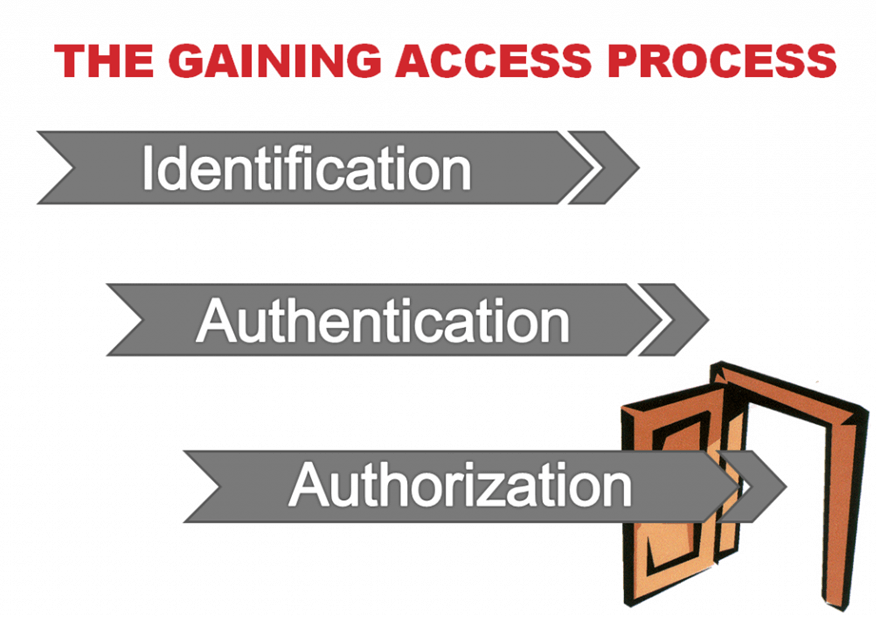 THE GAINING ACCESS PROCESS
Identification
Authentication
Authorization